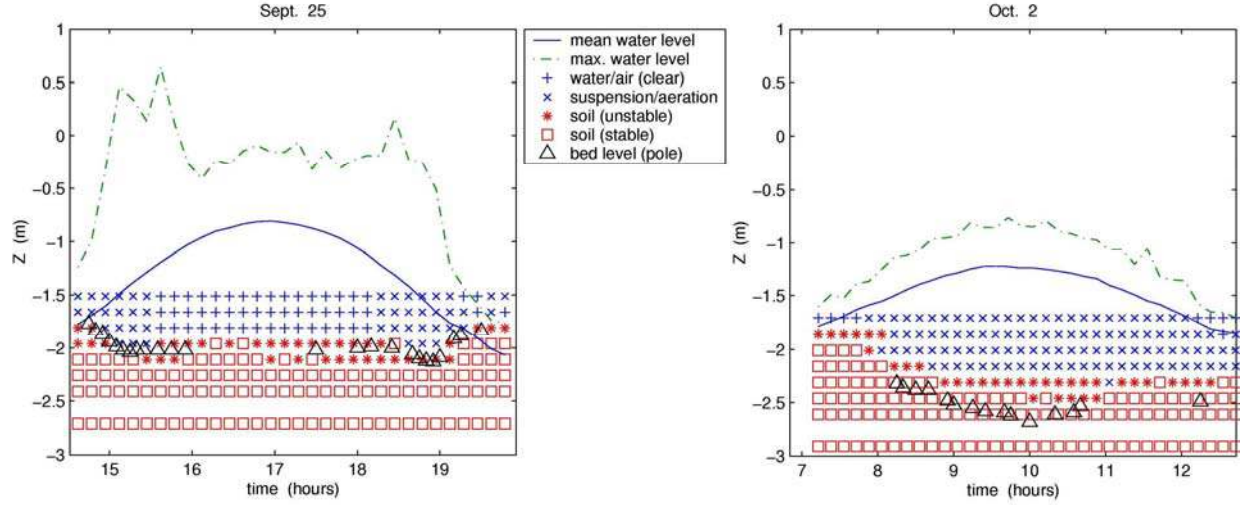 Sept. 25
1
0.5
0
−0.5
−1
−1.5
−2
−2.5
−3
Z (m)
15 16 17 18 19
time (hours)
mean water level
max. water level
water/air (clear)
suspension/aeration
soil (unstable)
soil (stable)
bed level (pole)
Oct. 2
1
0.5
0
−0.5
−1
−1.5
−2
−2.5
−3
Z (m)
7 8 9 10 11 12
time (hours)